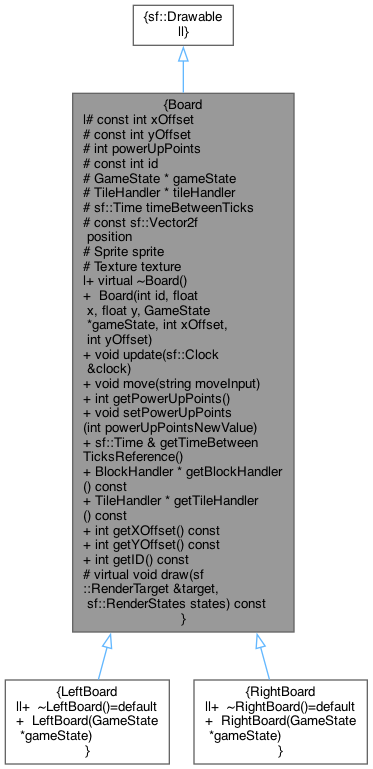 {sf::Drawable
||}
{Board
|# const int xOffset
# const int yOffset
# int powerUpPoints
# const int id
# GameState * gameState
# TileHandler * tileHandler
# sf::Time timeBetweenTicks
# const sf::Vector2f
position
# Sprite sprite
# Texture texture
|+ virtual ~Board()
+  Board(int id, float
x, float y, GameState
*gameState, int xOffset,
int yOffset)
+ void update(sf::Clock
&clock)
+ void move(string moveInput)
+ int getPowerUpPoints()
+ void setPowerUpPoints
(int powerUpPointsNewValue)
+ sf::Time & getTimeBetween
TicksReference()
+ BlockHandler * getBlockHandler
() const
+ TileHandler * getTileHandler
() const
+ int getXOffset() const
+ int getYOffset() const
+ int getID() const
# virtual void draw(sf
::RenderTarget &target,
sf::RenderStates states) const
}
{LeftBoard
||+  ~LeftBoard()=default
+  LeftBoard(GameState
*gameState)
}
{RightBoard
||+  ~RightBoard()=default
+  RightBoard(GameState
*gameState)
}